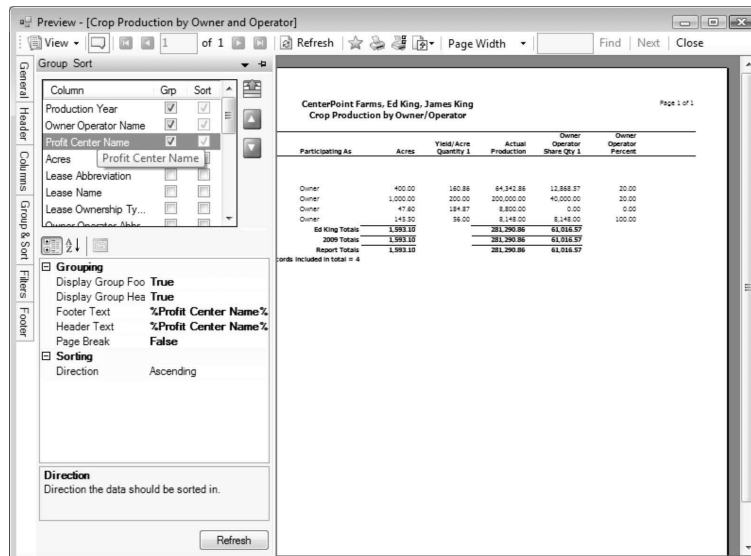 Preview - [Crop Production by Owner and Operator]
View 1 of 1 Refresh Page Width Find Next Close
General
Header
Columns
Group & Sort
Filters
Footer
Group Sort
Column Grp Sort
Production Year
Owner Operator Name
Profit Center Name
Acres
Profit Center Name
Lease Abbreviation
Lease Name
Lease Ownership Ty...
Owner Operator Abbr
Grouping
Display Group Foo True
Display Group Hea True
Footer Text %Profit Center Name%
Header Text %Profit Center Name%
Page Break False
Sorting
Direction Ascending
Direction
Direction the data should be sorted in.
Refresh
CenterPoint Farms, Ed King, James King
Crop Production by Owner/Operator
Page 1 of 1
Participating As Acres Yield/Acre Quantity 1 Actual Production Owner Operator Share Qty 1 Owner Operator Percent
Owner 400.00 160.86 64,342.86 12,868.57 20.00
Owner 1,000.00 200.00 200,000.00 40,000.00 20.00
Owner 47.60 184.87 8,800.00 0.00 0.00
Owner 145.50 56.00 8,148.00 8,148.00 100.00
Ed King Totals 1,593.10 281,290.86 61,016.57
2009 Totals 1,593.10 281,290.86 61,016.57
Report Totals 1,593.10 281,290.86 61,016.57
cords included in total = 4